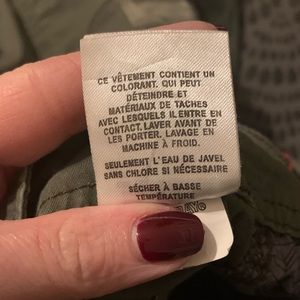 CE VÊTEMENT CONTIENT UN
COLORANT, QUI PEUT
DÉTEINDRE ET
MATÉRIAUX DE TACHES
AVEC LESQUELS IL ENTRE EN
CONTACT. LAVER AVANT DE
LES PORTER. LAVAGE EN
MACHINE À FROID.
SEULEMENT L'EAU DE JAVEL
SANS CHLORE SI NÉCESSAIRE
SÉCHER À BASSE
TEMPÉRATURE